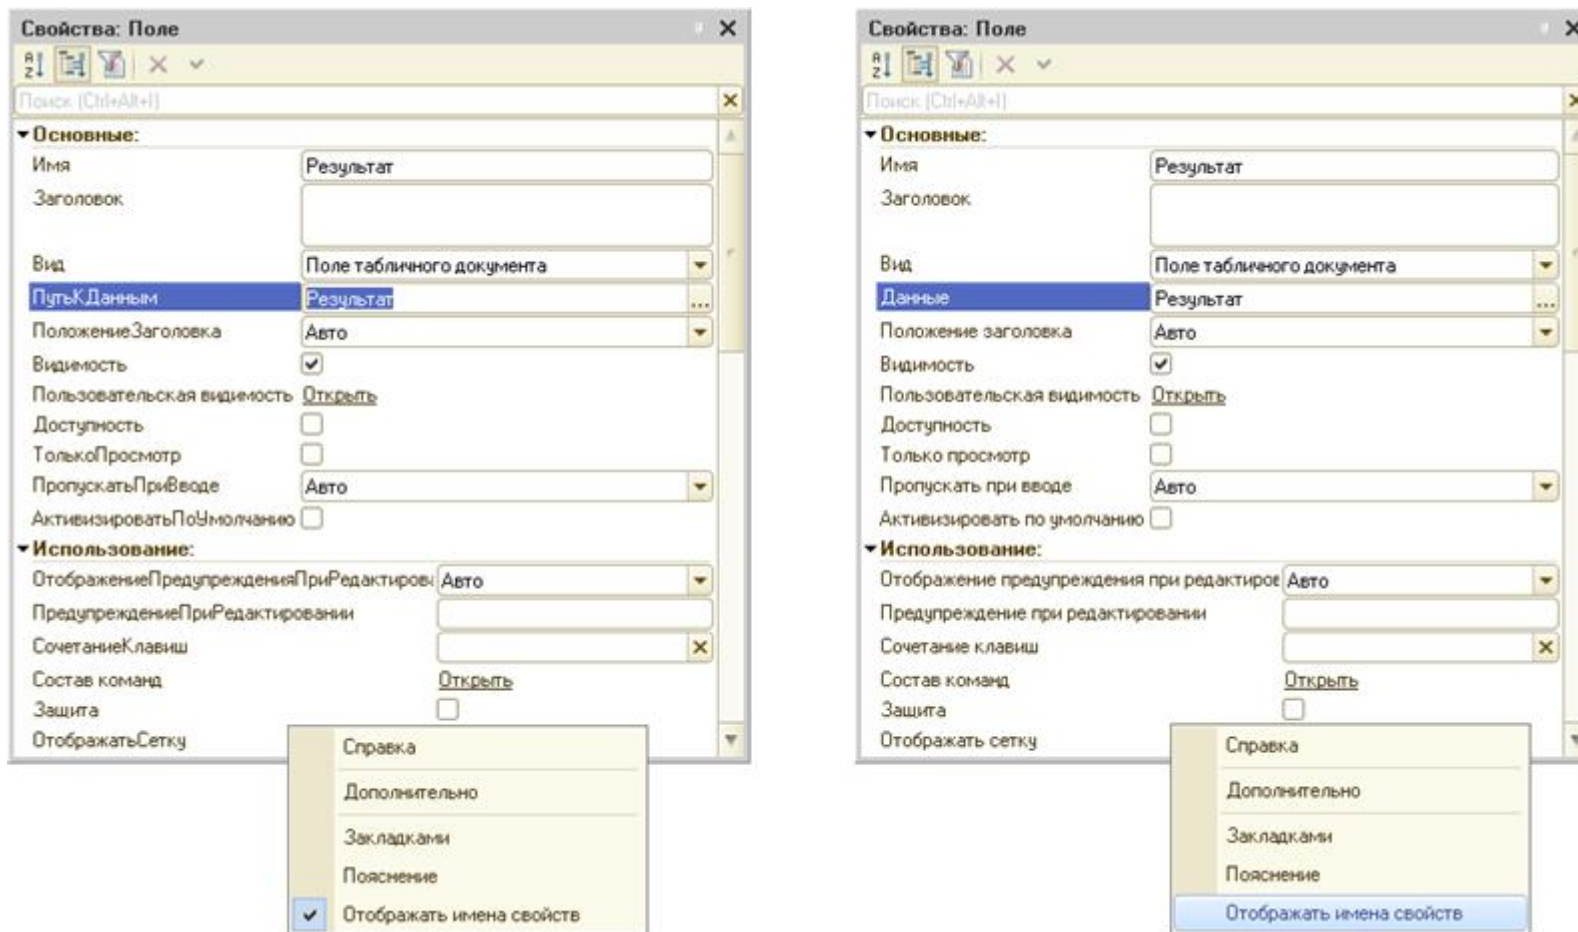 Свойства: Поле
Поиск (Ctrl+Alt+I)
Основные:
Имя Результат
Заголовок
Вид Поле табличного документа
ПутьКДанным Результат ...
ПоложениеЗаголовка Авто
Видимость
Пользовательская видимость Открыть
Доступность
ТолькоПросмотр
ПропускатьПриВводе Авто
АктивизироватьПоУмолчанию
Использование:
ОтображениеПредупрежденияПриРедактирова Авто
ПредупреждениеПриРедактировании
СочетаниеКлавиш
Состав команд Открыть
Защита
ОтображатьСетку
Справка
Дополнительно
Закладками
Пояснение
Отображать имена свойств
Свойства: Поле
Поиск (Ctrl+Alt+I)
Основные:
Имя Результат
Заголовок
Вид Поле табличного документа
Данные Результат ...
Положение заголовка Авто
Видимость
Пользовательская видимость Открыть
Доступность
Только просмотр
Пропускать при вводе Авто
Активизировать по умолчанию
Использование:
Отображение предупреждения при редактиров Авто
Предупреждение при редактировании
Сочетание клавиш
Состав команд Открыть
Защита
Отображать сетку
Справка
Дополнительно
Закладками
Пояснение
Отображать имена свойств